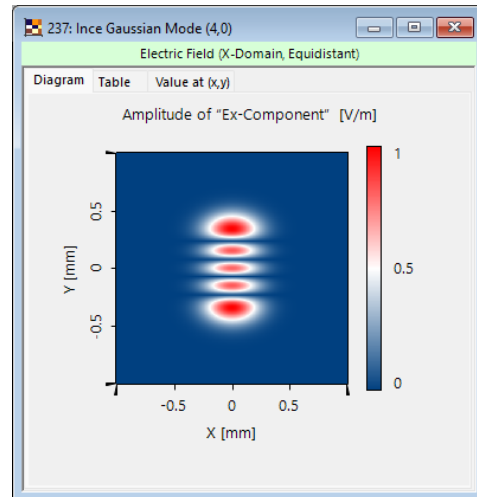 237: Ince Gaussian Mode (4,0)
Electric Field (X-Domain, Equidistant)
Diagram Table Value at (x,y)
Amplitude of “Ex-Component” [V/m]
1
0.5
0
Y [mm]
0.5
0
-0.5
-0.5 0 0.5
X [mm]